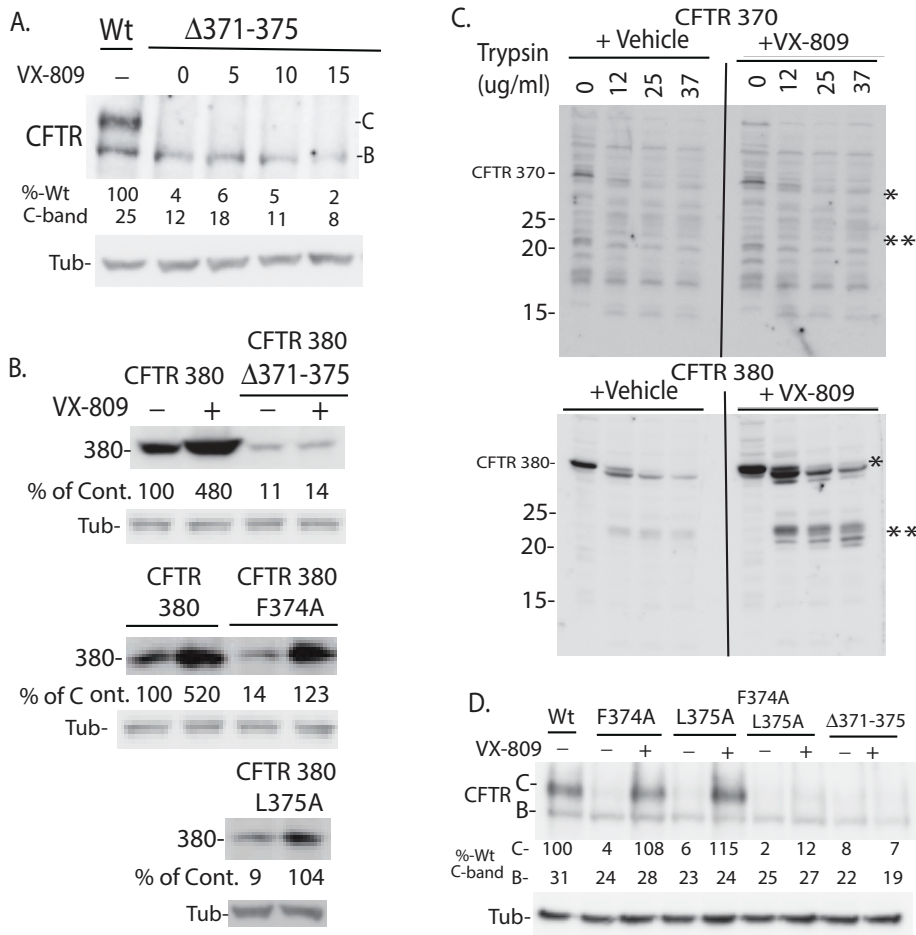 A.
Wt Δ371-375
VX-809 – 0 5 10 15
CFTR -C
-B
%-Wt 100 4 6 5 2
C-band 25 12 18 11 8
Tub-
B.
CFTR 380 CFTR 380
Δ371-375
VX-809 – + – +
380-
% of Cont. 100 480 11 14
Tub-
CFTR CFTR 380
380 F374A
380-
% of C ont. 100 520 14 123
Tub-
CFTR 380
L375A
380-
% of Cont. 9 104
Tub-
C.
CFTR 370
Trypsin + Vehicle +VX-809
(ug/ml) 0 12 25 37 0 12 25 37
CFTR 370-
*
25-
**
20-
15-
CFTR 380
+Vehicle + VX-809
CFTR 380- *
25-
**
20-
15-
D.
Wt F374A L375A F374A Δ371-375
L375A
VX-809 – – + – + – + – +
CFTR C-
B-
%-Wt C- 100 4 108 6 115 2 12 8 7
C-band B- 31 24 28 23 24 25 27 22 19
Tub-